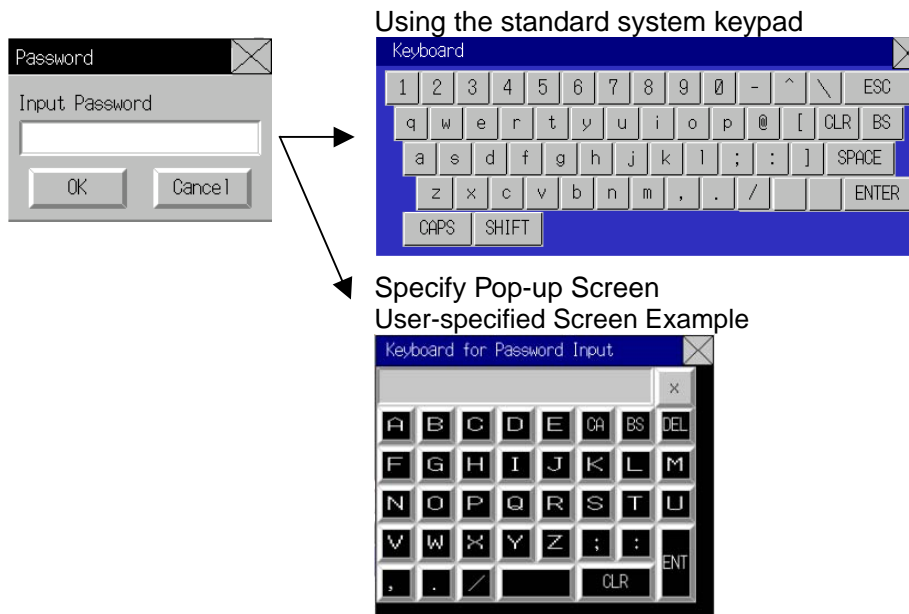 Using the standard system keypad
Password
Input Password
OK Cancel
Keyboard
1 2 3 4 5 6 7 8 9 0 - ^ \ ESC
q w e r t y u i o p @ [ CLR BS
a s d f g h j k l ; : ] SPACE
z x c v b n m , . / ENTER
CAPS SHIFT
Specify Pop-up Screen
User-specified Screen Example
Keyboard for Password Input
x
A B C D E CA BS DEL
F G H I J K L M
N O P Q R S T U
V W X Y Z ; : ENT
, . / CLR